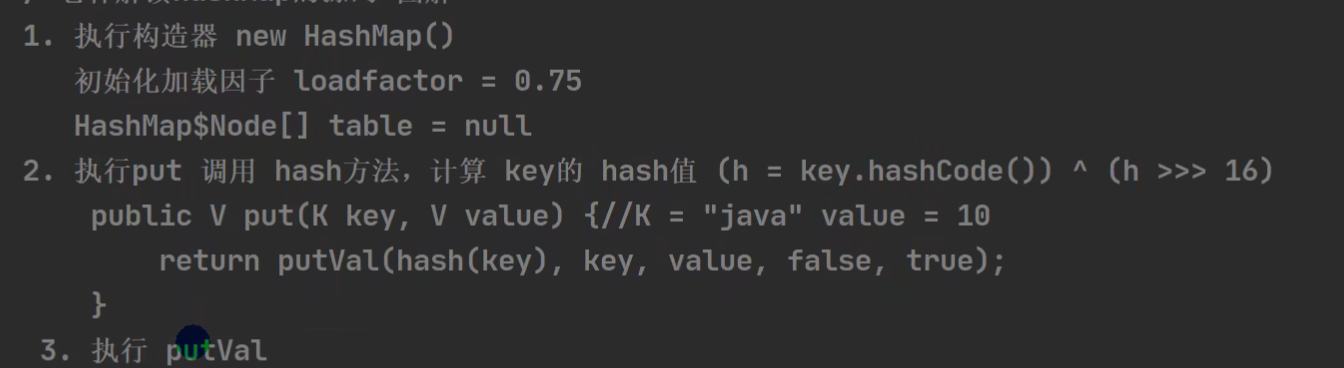 1. 执行构造器 new HashMap()
初始化加载因子 loadfactor = 0.75
HashMap$Node[] table = null
2. 执行put 调用 hash方法，计算 key的 hash值 (h = key.hashCode()) ^ (h >>> 16)
public V put(K key, V value) {//K = "java" value = 10
return putVal(hash(key), key, value, false, true);
}
3. 执行 putVal